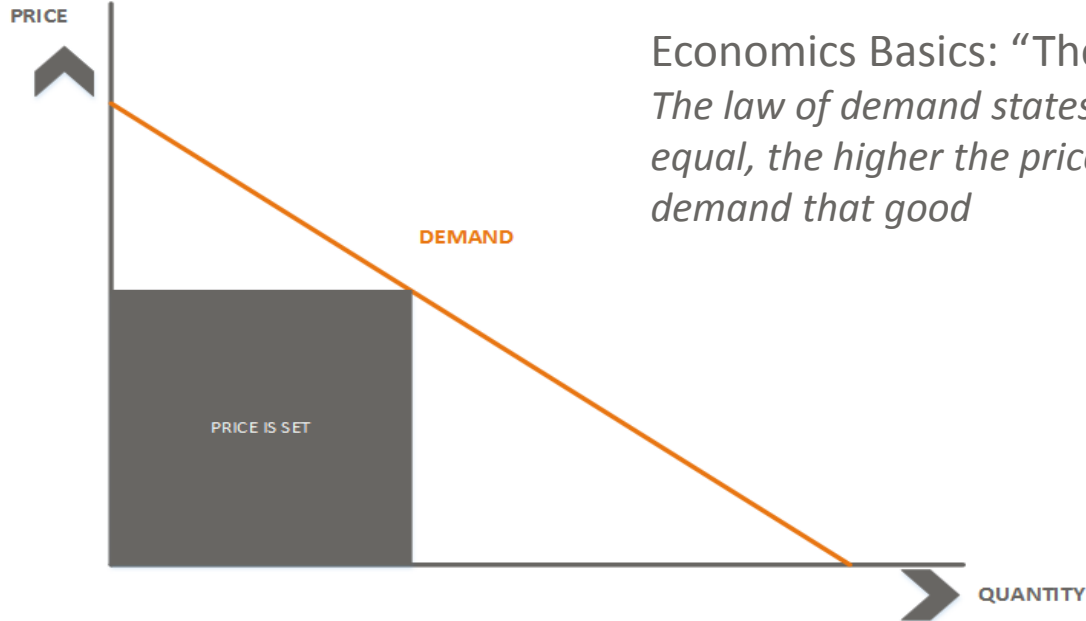 PRICE
Economics Basics: “The
The law of demand states
equal, the higher the price
demand that good
DEMAND
PRICE IS SET
QUANTITY